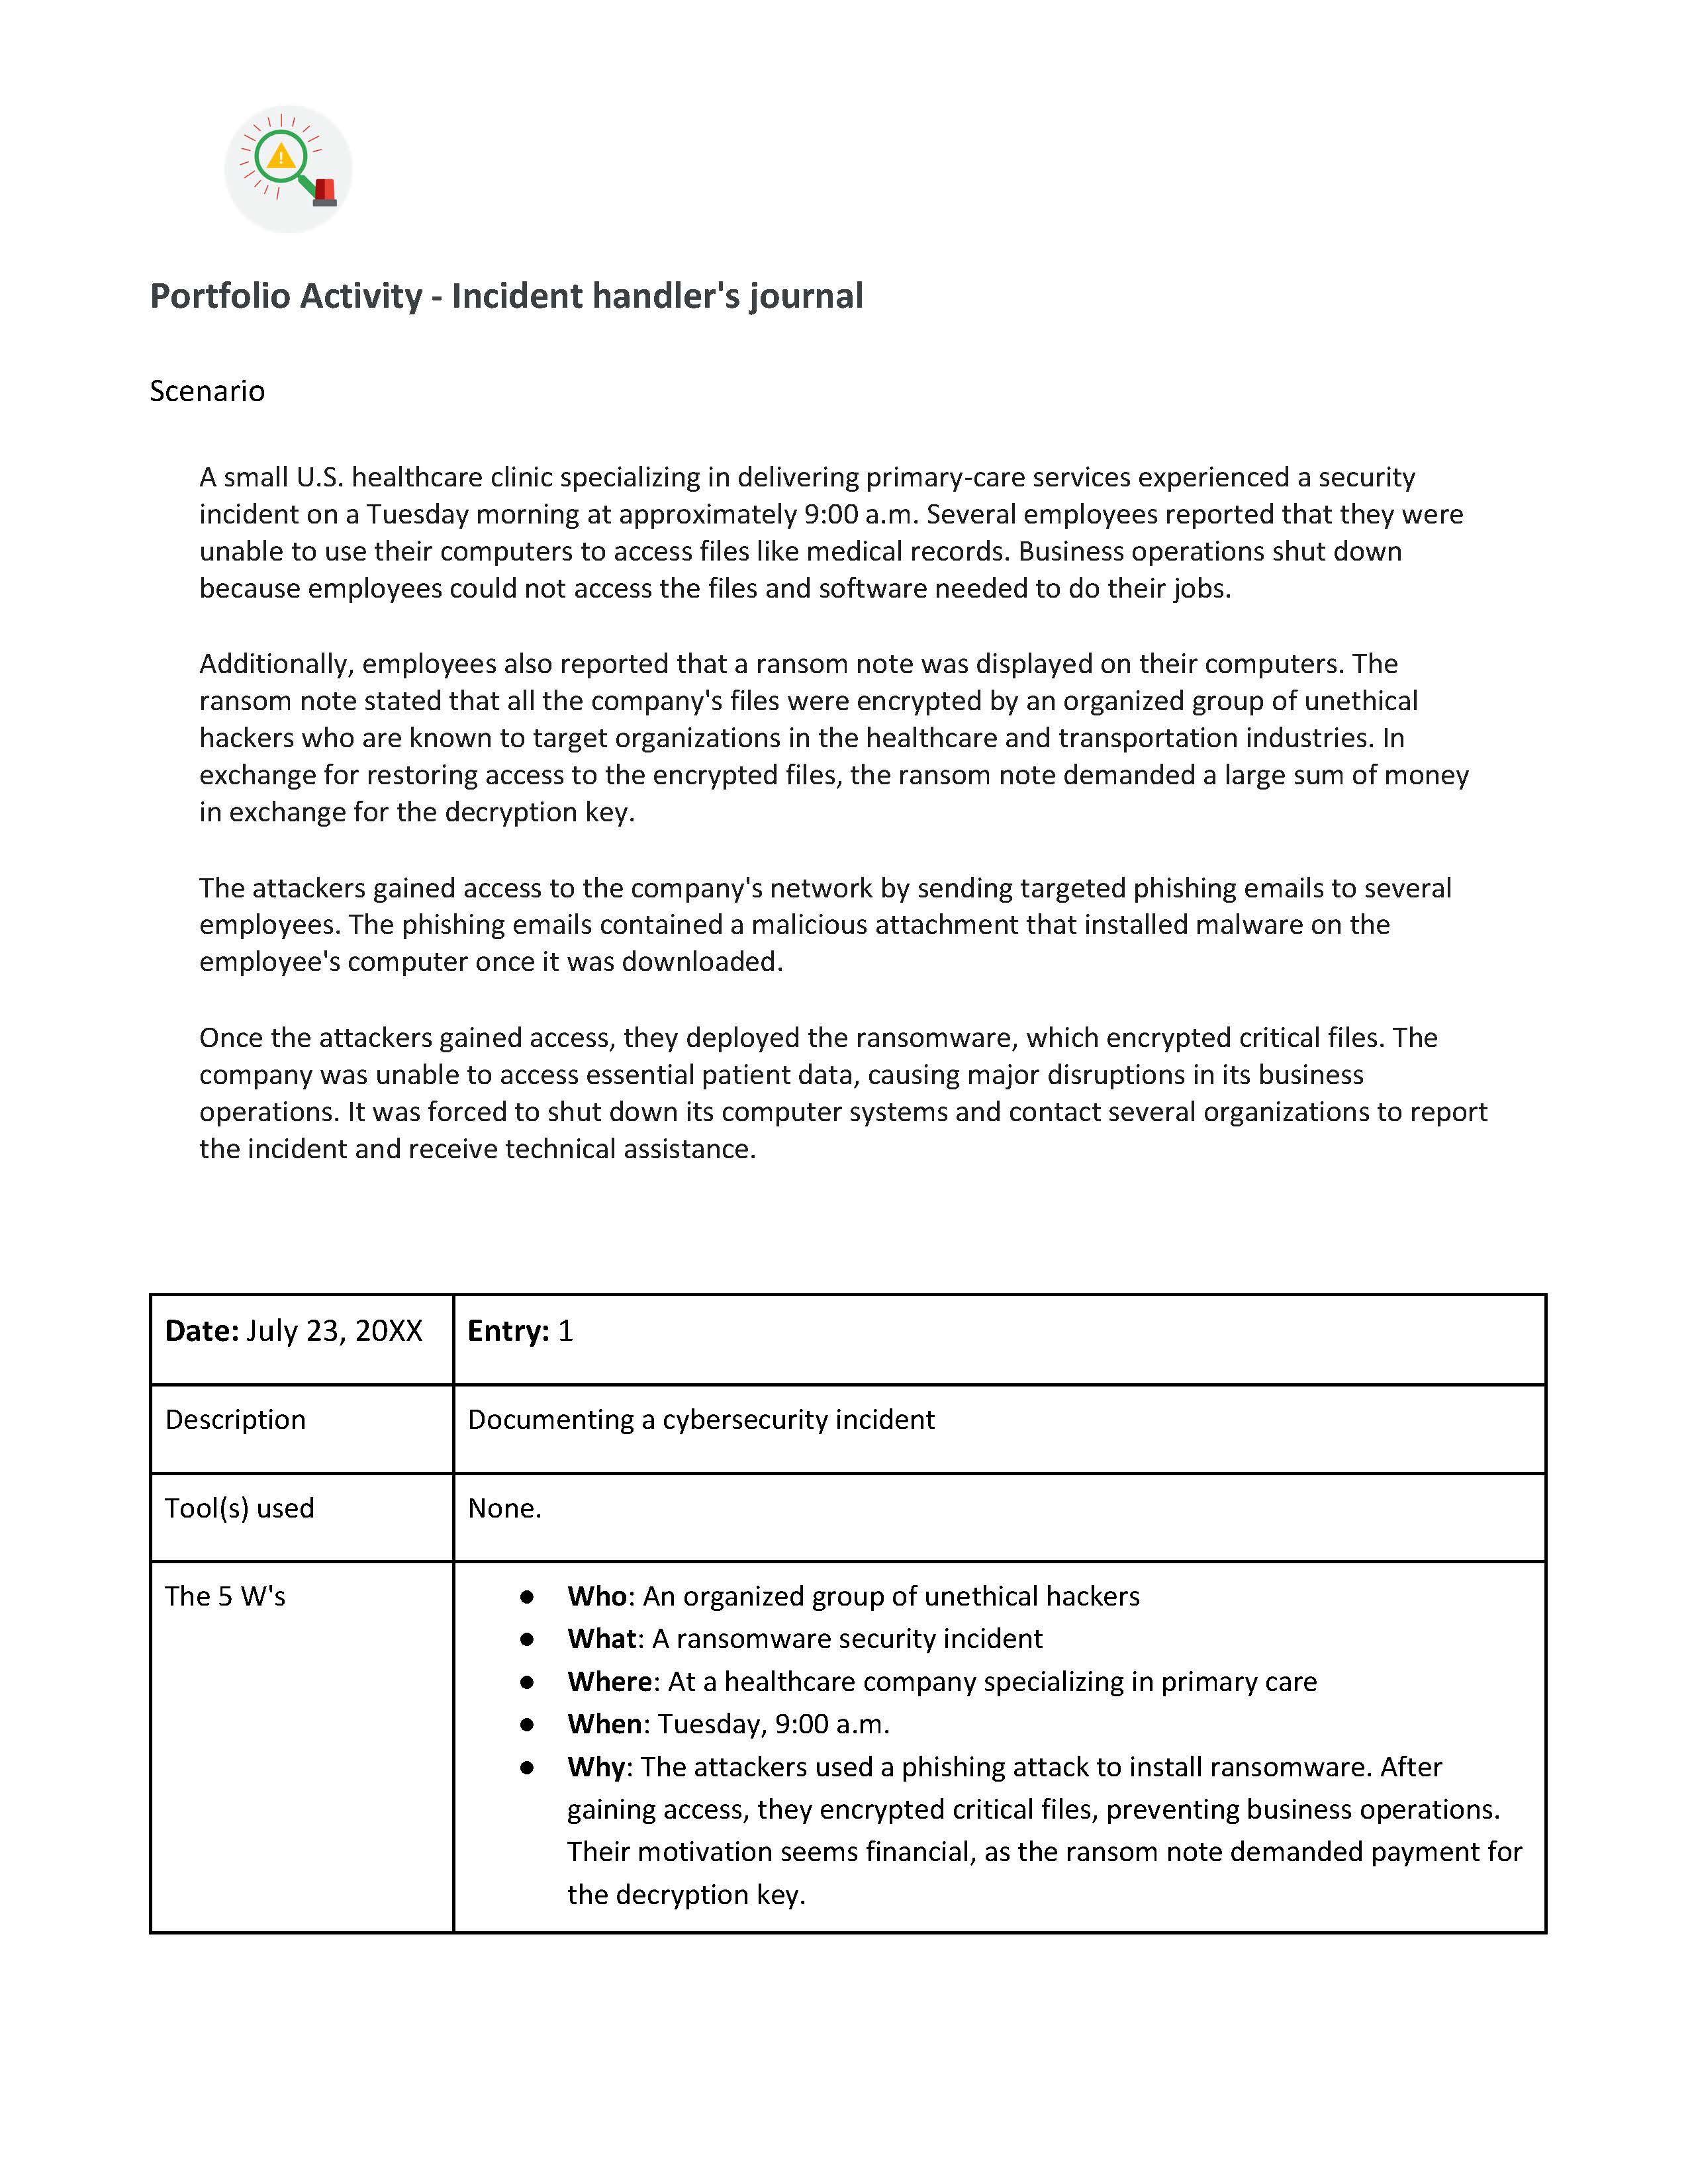 Portfolio Activity - Incident handler's journal
Scenario
A small U.S. healthcare clinic specializing in delivering primary-care services experienced a security
incident on a Tuesday morning at approximately 9:00 a.m. Several employees reported that they were
unable to use their computers to access files like medical records. Business operations shut down
because employees could not access the files and software needed to do their jobs.
Additionally, employees also reported that a ransom note was displayed on their computers. The
ransom note stated that all the company's files were encrypted by an organized group of unethical
hackers who are known to target organizations in the healthcare and transportation industries. In
exchange for restoring access to the encrypted files, the ransom note demanded a large sum of money
in exchange for the decryption key.
The attackers gained access to the company's network by sending targeted phishing emails to several
employees. The phishing emails contained a malicious attachment that installed malware on the
employee's computer once it was downloaded.
Once the attackers gained access, they deployed the ransomware, which encrypted critical files. The
company was unable to access essential patient data, causing major disruptions in its business
operations. It was forced to shut down its computer systems and contact several organizations to report
the incident and receive technical assistance.
Date: July 23, 20XX
Entry: 1
Description
Documenting a cybersecurity incident
Tool(s) used
None.
The 5 W's
● Who: An organized group of unethical hackers
● What: A ransomware security incident
● Where: At a healthcare company specializing in primary care
● When: Tuesday, 9:00 a.m.
● Why: The attackers used a phishing attack to install ransomware. After
gaining access, they encrypted critical files, preventing business operations.
Their motivation seems financial, as the ransom note demanded payment for
the decryption key.